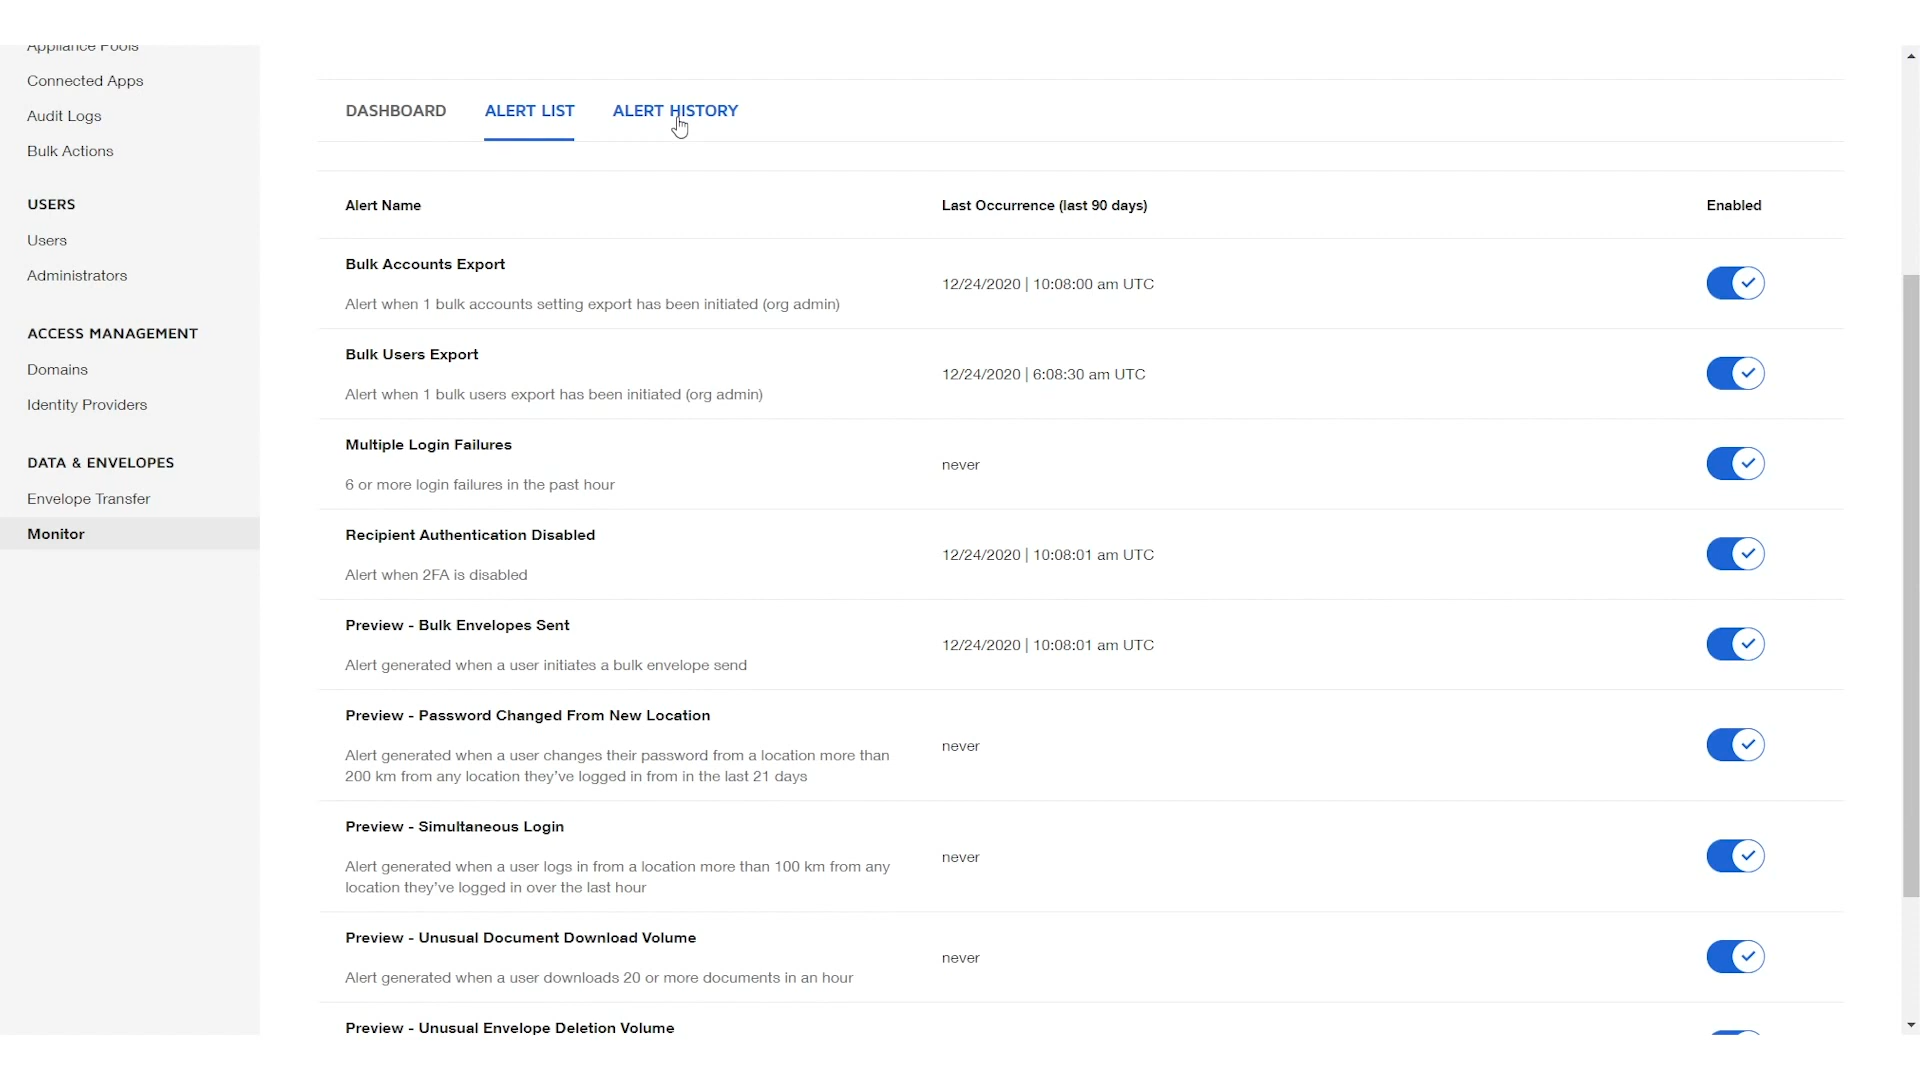 Appliance Pools
Connected Apps
Audit Logs
Bulk Actions
USERS
Users
Administrators
ACCESS MANAGEMENT
Domains
Identity Providers
DATA & ENVELOPES
Envelope Transfer
Monitor
DASHBOARD ALERT LIST ALERT HISTORY
Alert Name Last Occurrence (last 90 days) Enabled
Bulk Accounts Export
Alert when 1 bulk accounts setting export has been initiated (org admin)
12/24/2020 | 10:08:00 am UTC
Bulk Users Export
Alert when 1 bulk users export has been initiated (org admin)
12/24/2020 | 6:08:30 am UTC
Multiple Login Failures
6 or more login failures in the past hour
never
Recipient Authentication Disabled
Alert when 2FA is disabled
12/24/2020 | 10:08:01 am UTC
Preview - Bulk Envelopes Sent
Alert generated when a user initiates a bulk envelope send
12/24/2020 | 10:08:01 am UTC
Preview - Password Changed From New Location
Alert generated when a user changes their password from a location more than
200 km from any location they've logged in from in the last 21 days
never
Preview - Simultaneous Login
Alert generated when a user logs in from a location more than 100 km from any
location they've logged in over the last hour
never
Preview - Unusual Document Download Volume
Alert generated when a user downloads 20 or more documents in an hour
never
Preview - Unusual Envelope Deletion Volume